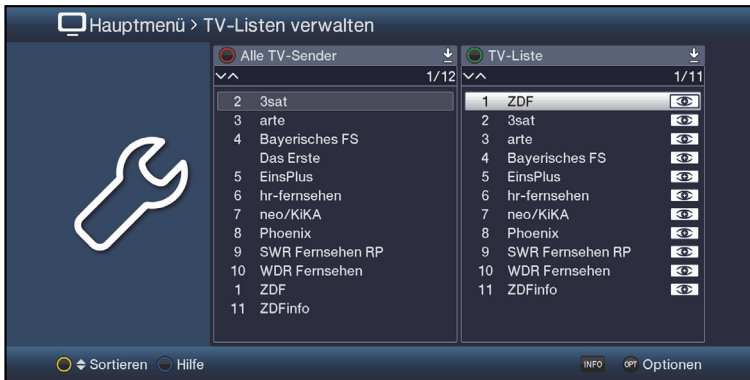 Hauptmenü > TV-Listen verwalten
Alle TV-Sender
1/12
2 3sat
3 arte
4 Bayerisches FS
Das Erste
5 EinsPlus
6 hr-fernsehen
7 neo/KiKA
8 Phoenix
9 SWR Fernsehen RP
10 WDR Fernsehen
1 ZDF
11 ZDFinfo
TV-Liste
1/11
1 ZDF
2 3sat
3 arte
4 Bayerisches FS
5 EinsPlus
6 hr-fernsehen
7 neo/KiKA
8 Phoenix
9 SWR Fernsehen RP
10 WDR Fernsehen
11 ZDFinfo
Sortieren Hilfe INFO OPT Optionen